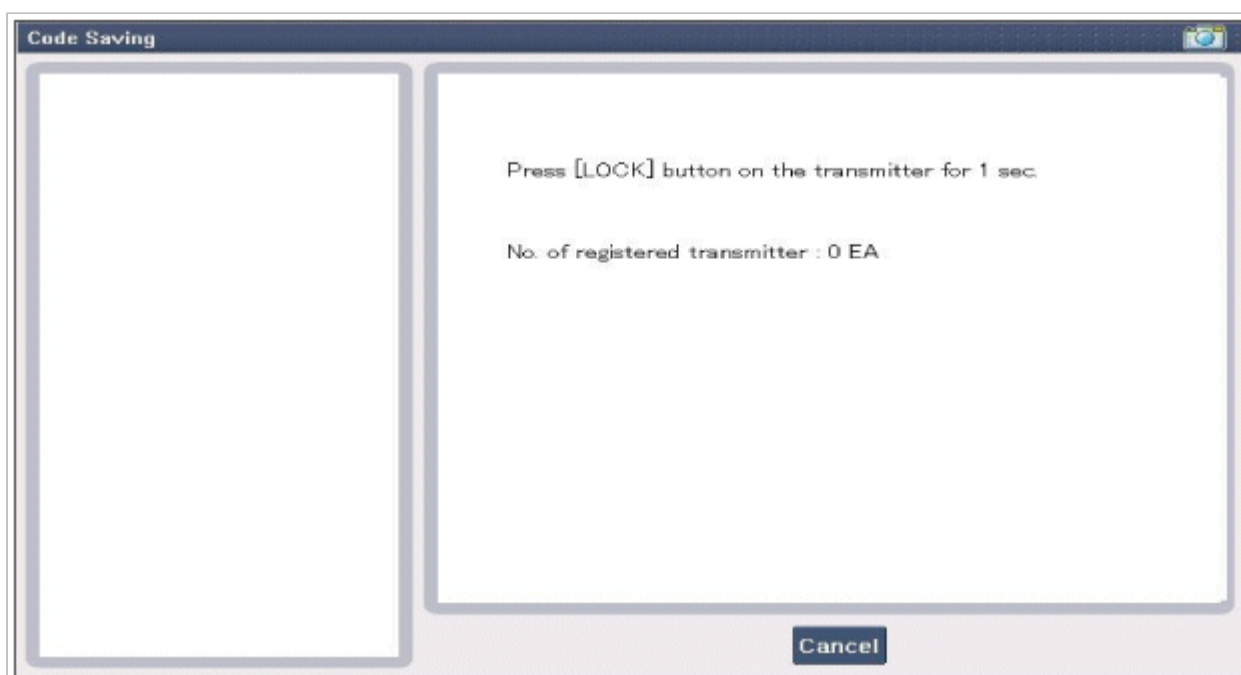 Code Saving
Press [LOCK] button on the transmitter for 1 sec.
No. of registered transmitter : 0 EA
Cancel